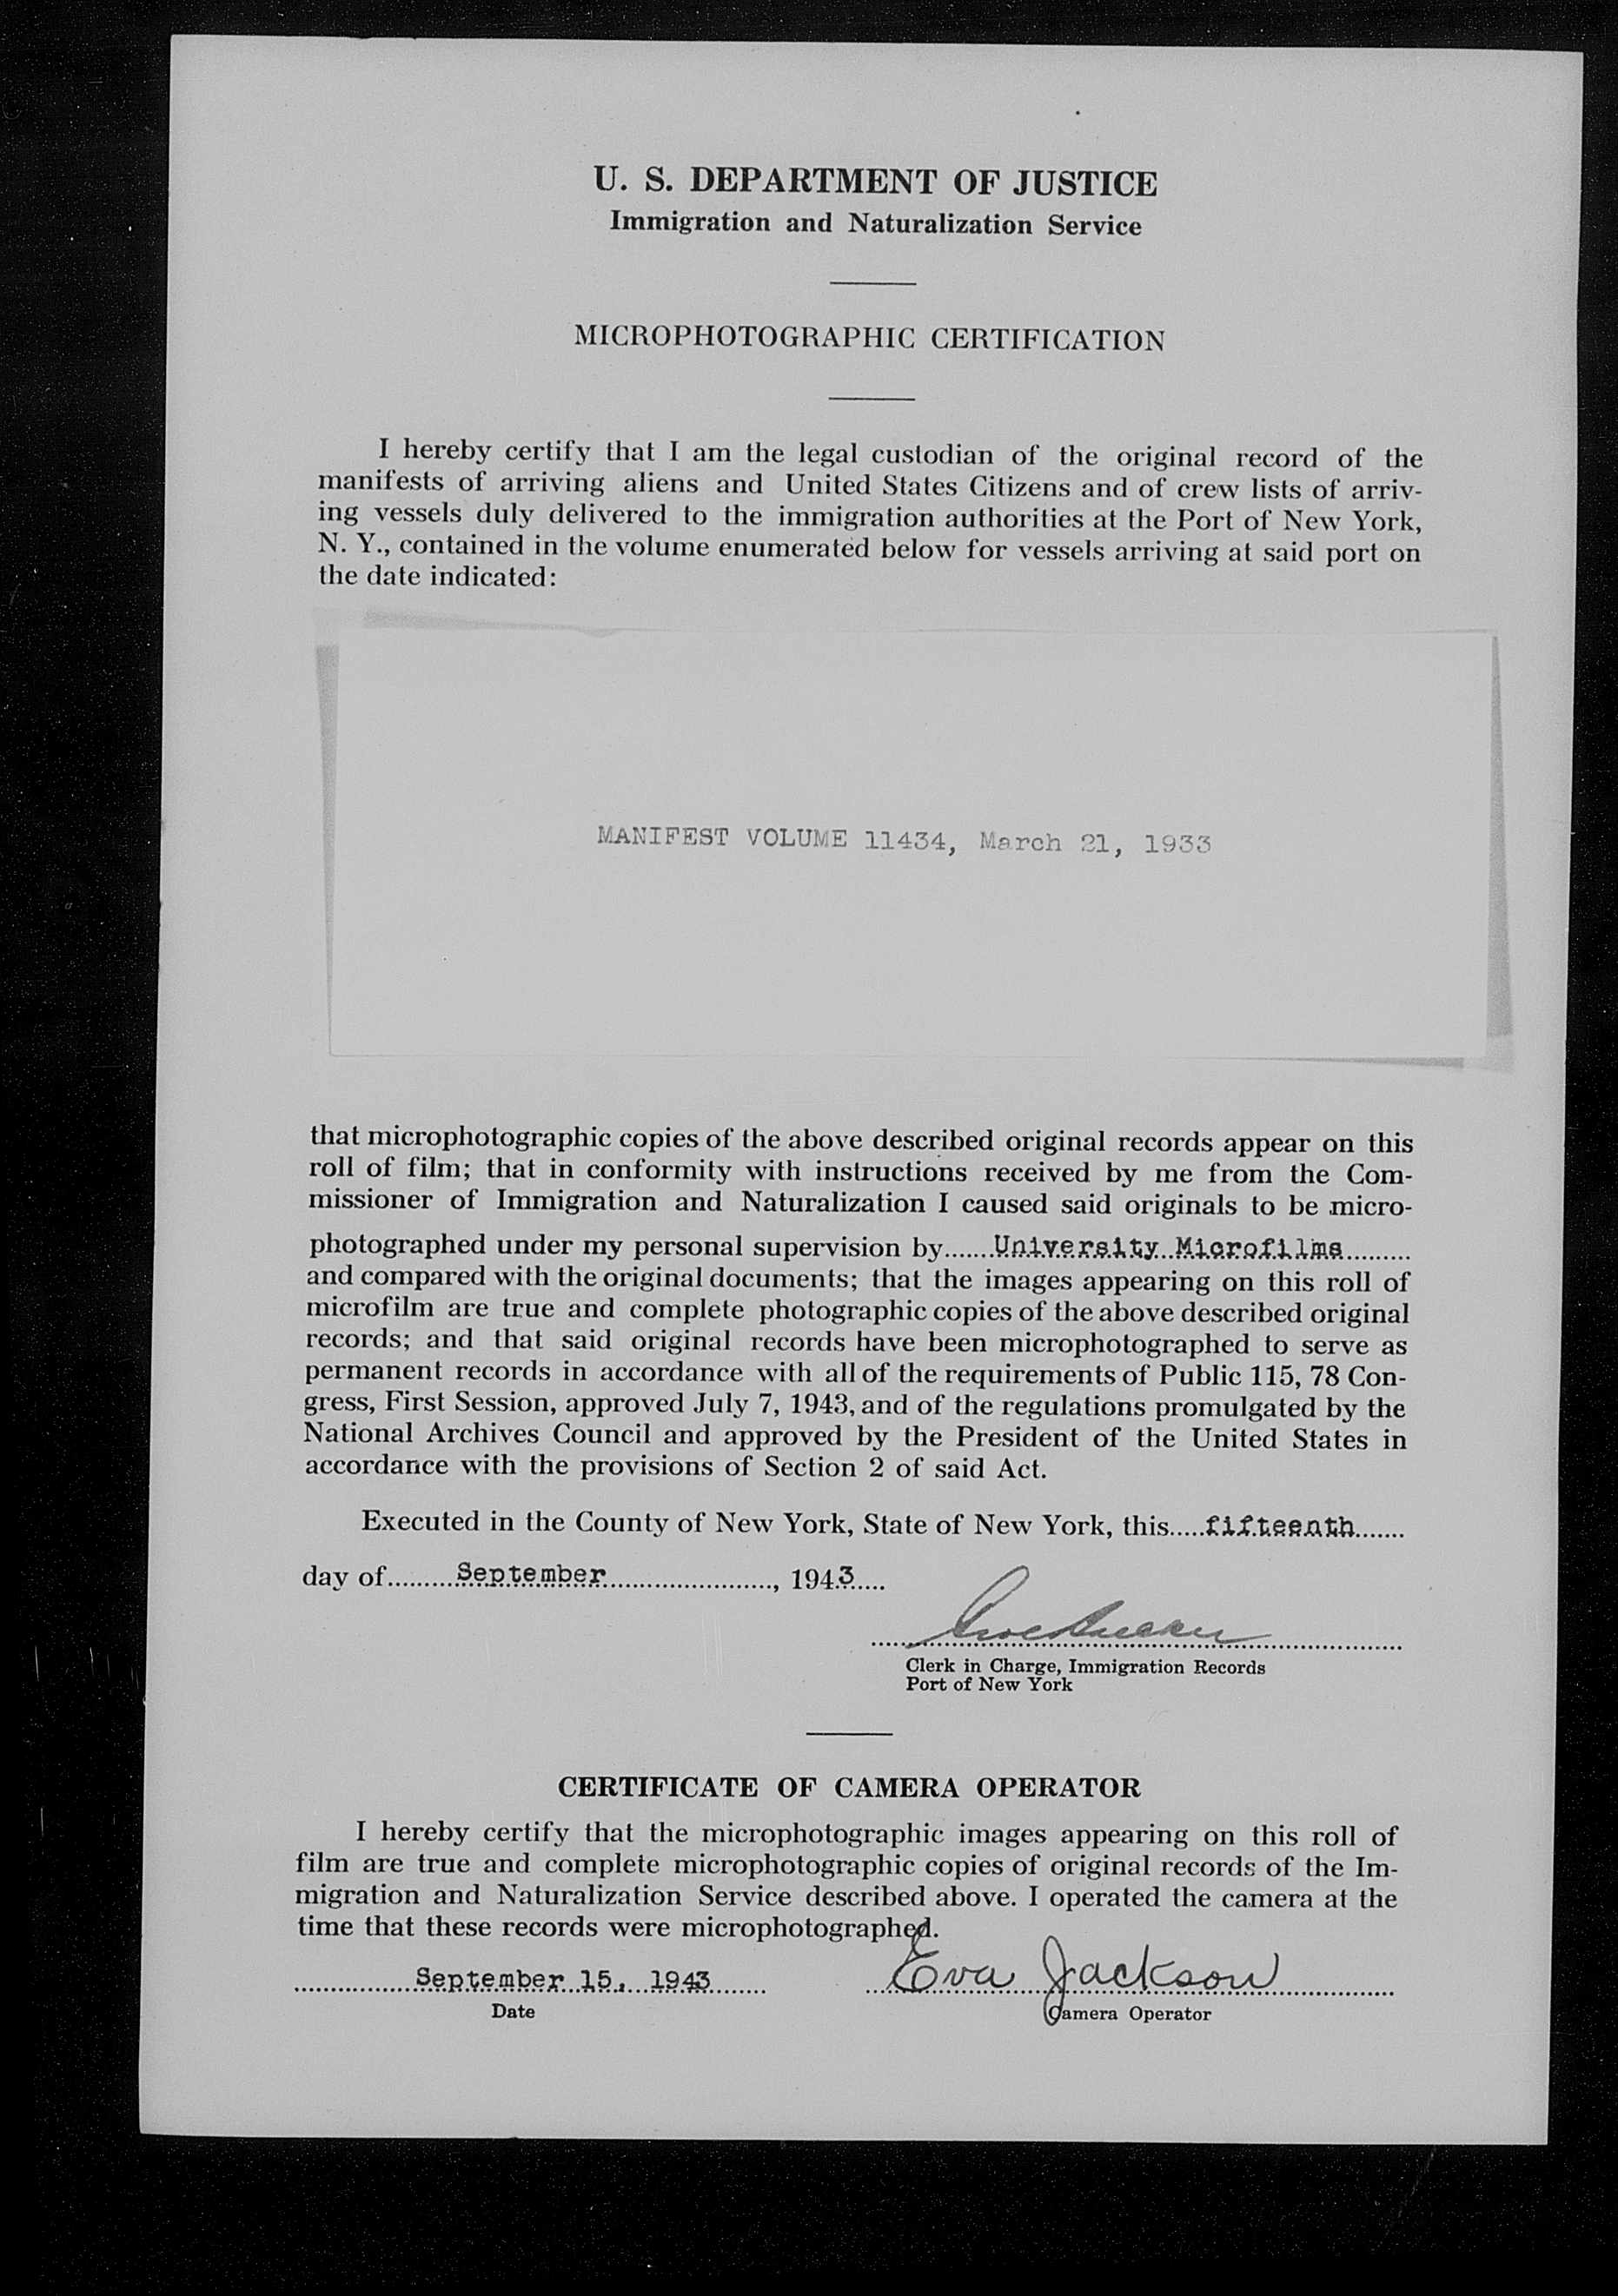 U. S. DEPARTMENT OF JUSTICE
Immigration and Naturalization Service
MICROPHOTOGRAPHIC CERTIFICATION
I hereby certify that I am the legal custodian of the original record of the
manifests of arriving aliens and United States Citizens and of crew lists of arriv-
ing vessels duly delivered to the immigration authorities at the Port of New York,
N. Y., contained in the volume enumerated below for vessels arriving at said port on
the date indicated:
MANIFEST VOLUME 11434, March 21, 1933
that microphotographic copies of the above described original records appear on this
roll of film; that in conformity with instructions received by me from the Com-
missioner of Immigration and Naturalization I caused said originals to be micro-
photographed under my personal supervision by.......University Microfilms.........
and compared with the original documents; that the images appearing on this roll of
microfilm are true and complete photographic copies of the above described original
records; and that said original records have been microphotographed to serve as
permanent records in accordance with all of the requirements of Public 115, 78 Con-
gress, First Session, approved July 7, 1943, and of the regulations promulgated by the
National Archives Council and approved by the President of the United States in
accordance with the provisions of Section 2 of said Act.
Executed in the County of New York, State of New York, this.....fifteenth.......
day of..........September........................, 1943.....
Clerk in Charge, Immigration Records
Port of New York
CERTIFICATE OF CAMERA OPERATOR
I hereby certify that the microphotographic images appearing on this roll of
film are true and complete microphotographic copies of original records of the Im-
migration and Naturalization Service described above. I operated the camera at the
time that these records were microphotographed.
September 15, 1943 Eva Jackson
Date Camera Operator